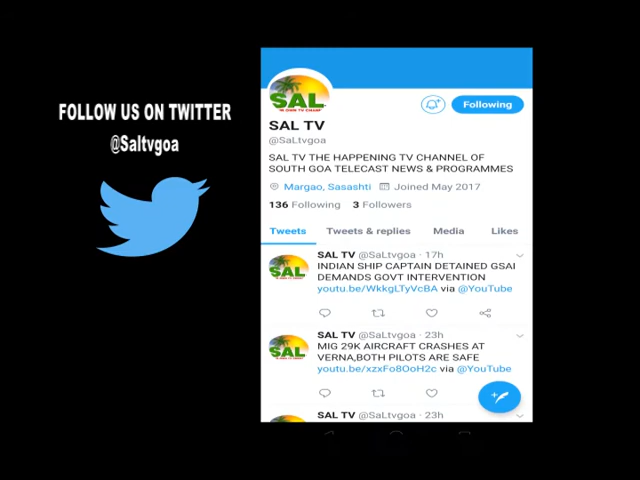 FOLLOW US ON TWITTER
@Saltvgoa
SAL
Following
SAL TV
@SaLtvgoa
SAL TV THE HAPPENING TV CHANNEL OF
SOUTH GOA TELECAST NEWS & PROGRAMMES
Margao, Sasashti Joined May 2017
136 Following 3 Followers
Tweets Tweets & replies Media Likes
SAL
SAL TV @SaLtvgoa · 17h
INDIAN SHIP CAPTAIN DETAINED GSAI
DEMANDS GOVT INTERVENTION
youtu.be/WkkgLTyVcBA via @YouTube
SAL
SAL TV @SaLtvgoa · 23h
MIG 29K AIRCRAFT CRASHES AT
VERNA,BOTH PILOTS ARE SAFE
youtu.be/xzxFo8OoH2c via @YouTube
SAL TV @SaLtvgoa · 23h